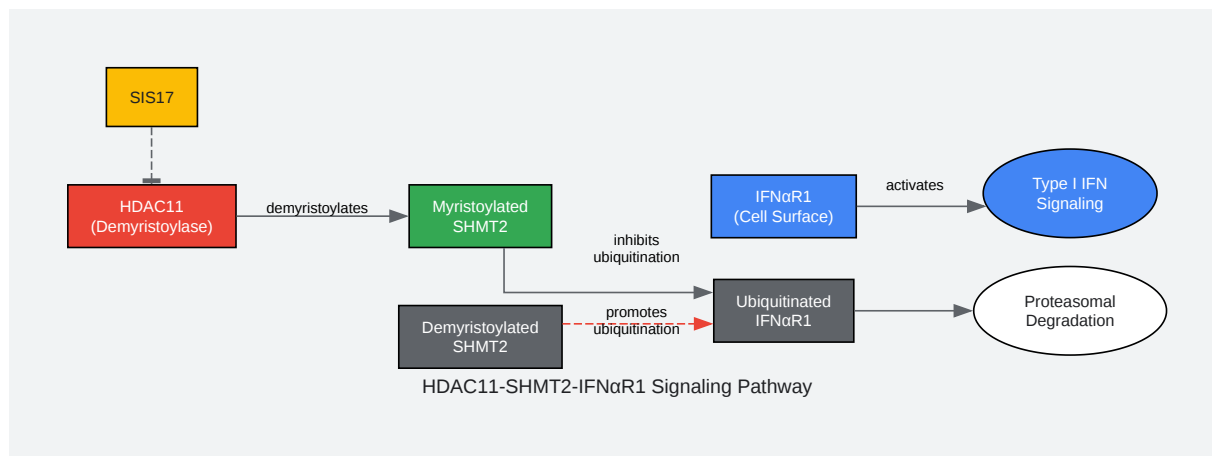 SIS17
HDAC11
(Demyristoylase)
demyristoylates
Myristoylated
SHMT2
inhibits
ubiquitination
IFNαR1
(Cell Surface)
activates
Type I IFN
Signaling
Demyristoylated
SHMT2
promotes
ubiquitination
Ubiquitinated
IFNαR1
Proteasomal
Degradation
HDAC11-SHMT2-IFNαR1 Signaling Pathway